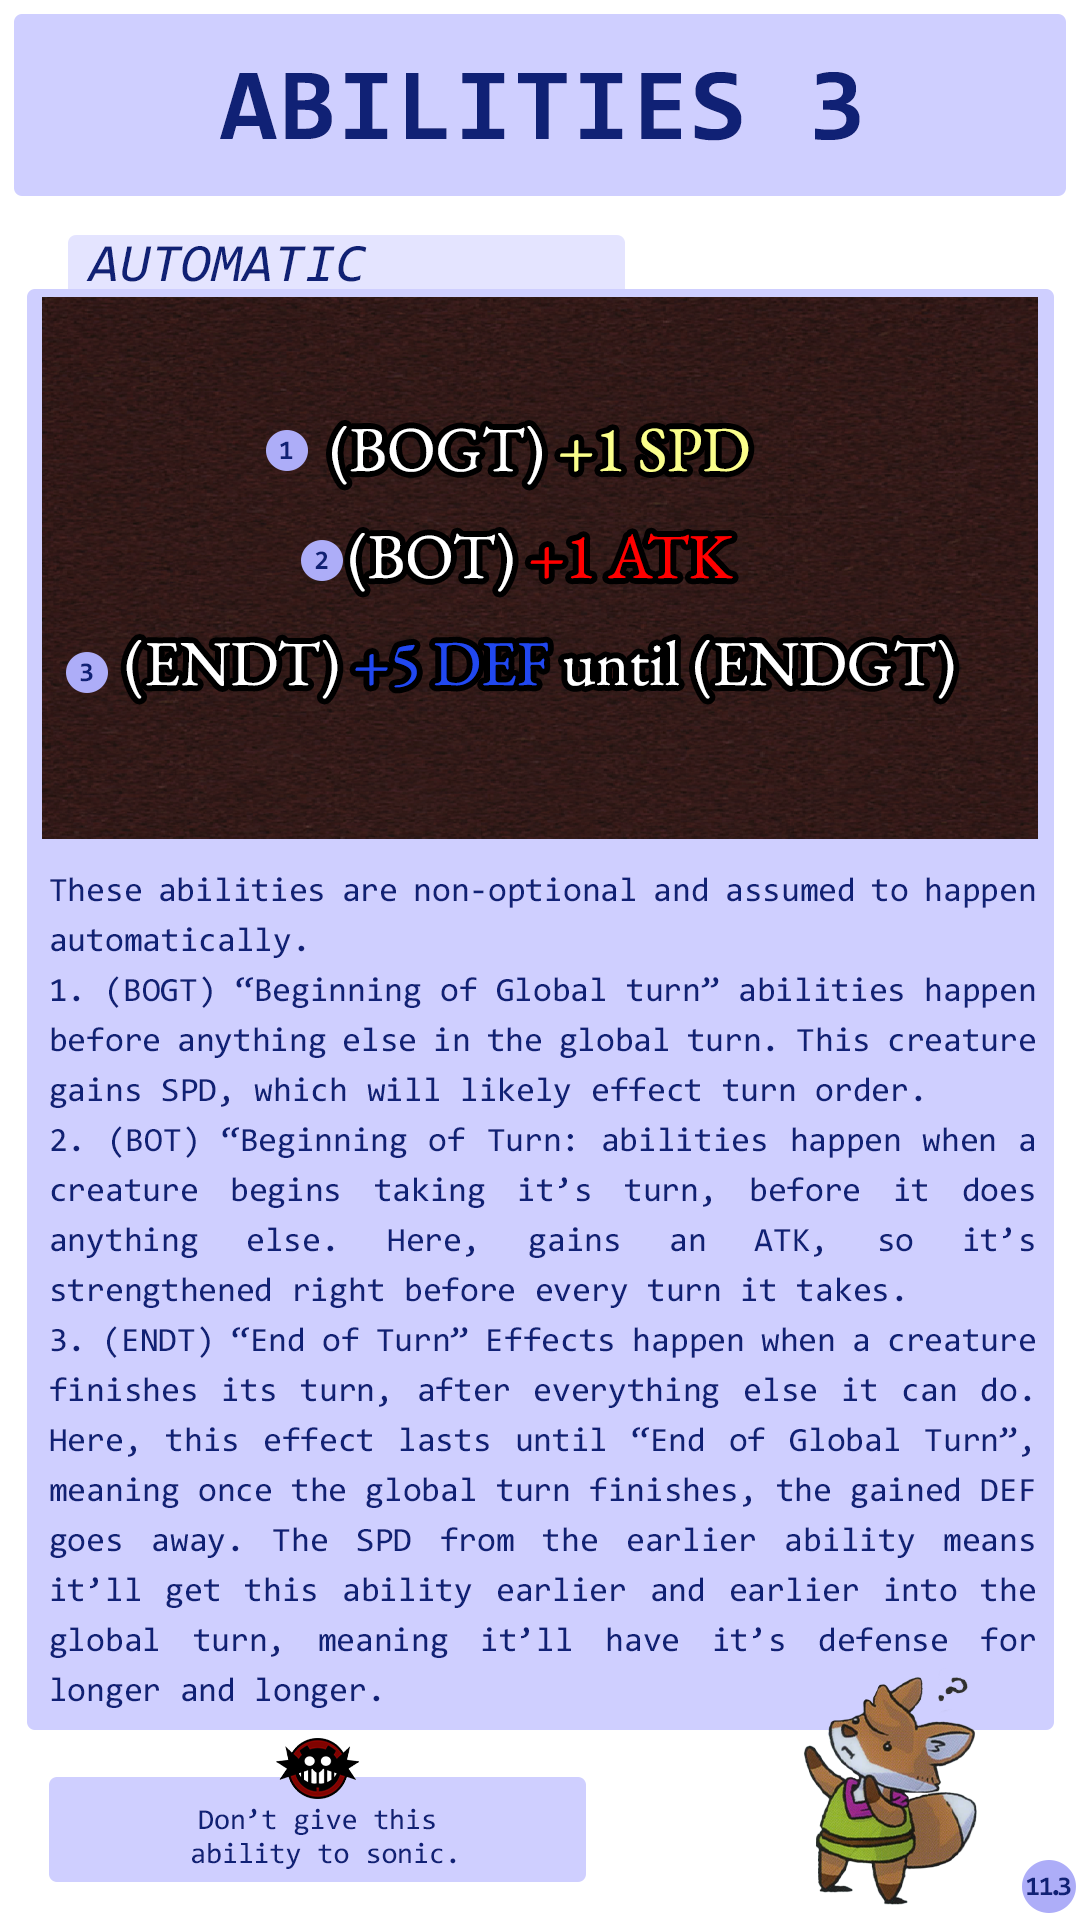 ABILITIES 3
AUTOMATIC
1 (BOGT) +1 SPD
2 (BOT) +1 ATK
3 (ENDT) +5 DEF until (ENDGT)
These abilities are non-optional and assumed to happen
automatically.
1. (BOGT) “Beginning of Global turn” abilities happen
before anything else in the global turn. This creature
gains SPD, which will likely effect turn order.
2. (BOT) “Beginning of Turn: abilities happen when a
creature begins taking it’s turn, before it does
anything else. Here, gains an ATK, so it’s
strengthened right before every turn it takes.
3. (ENDT) “End of Turn” Effects happen when a creature
finishes its turn, after everything else it can do.
Here, this effect lasts until “End of Global Turn”,
meaning once the global turn finishes, the gained DEF
goes away. The SPD from the earlier ability means
it’ll get this ability earlier and earlier into the
global turn, meaning it’ll have it’s defense for
longer and longer.
?
Don’t give this
ability to sonic.
11.3